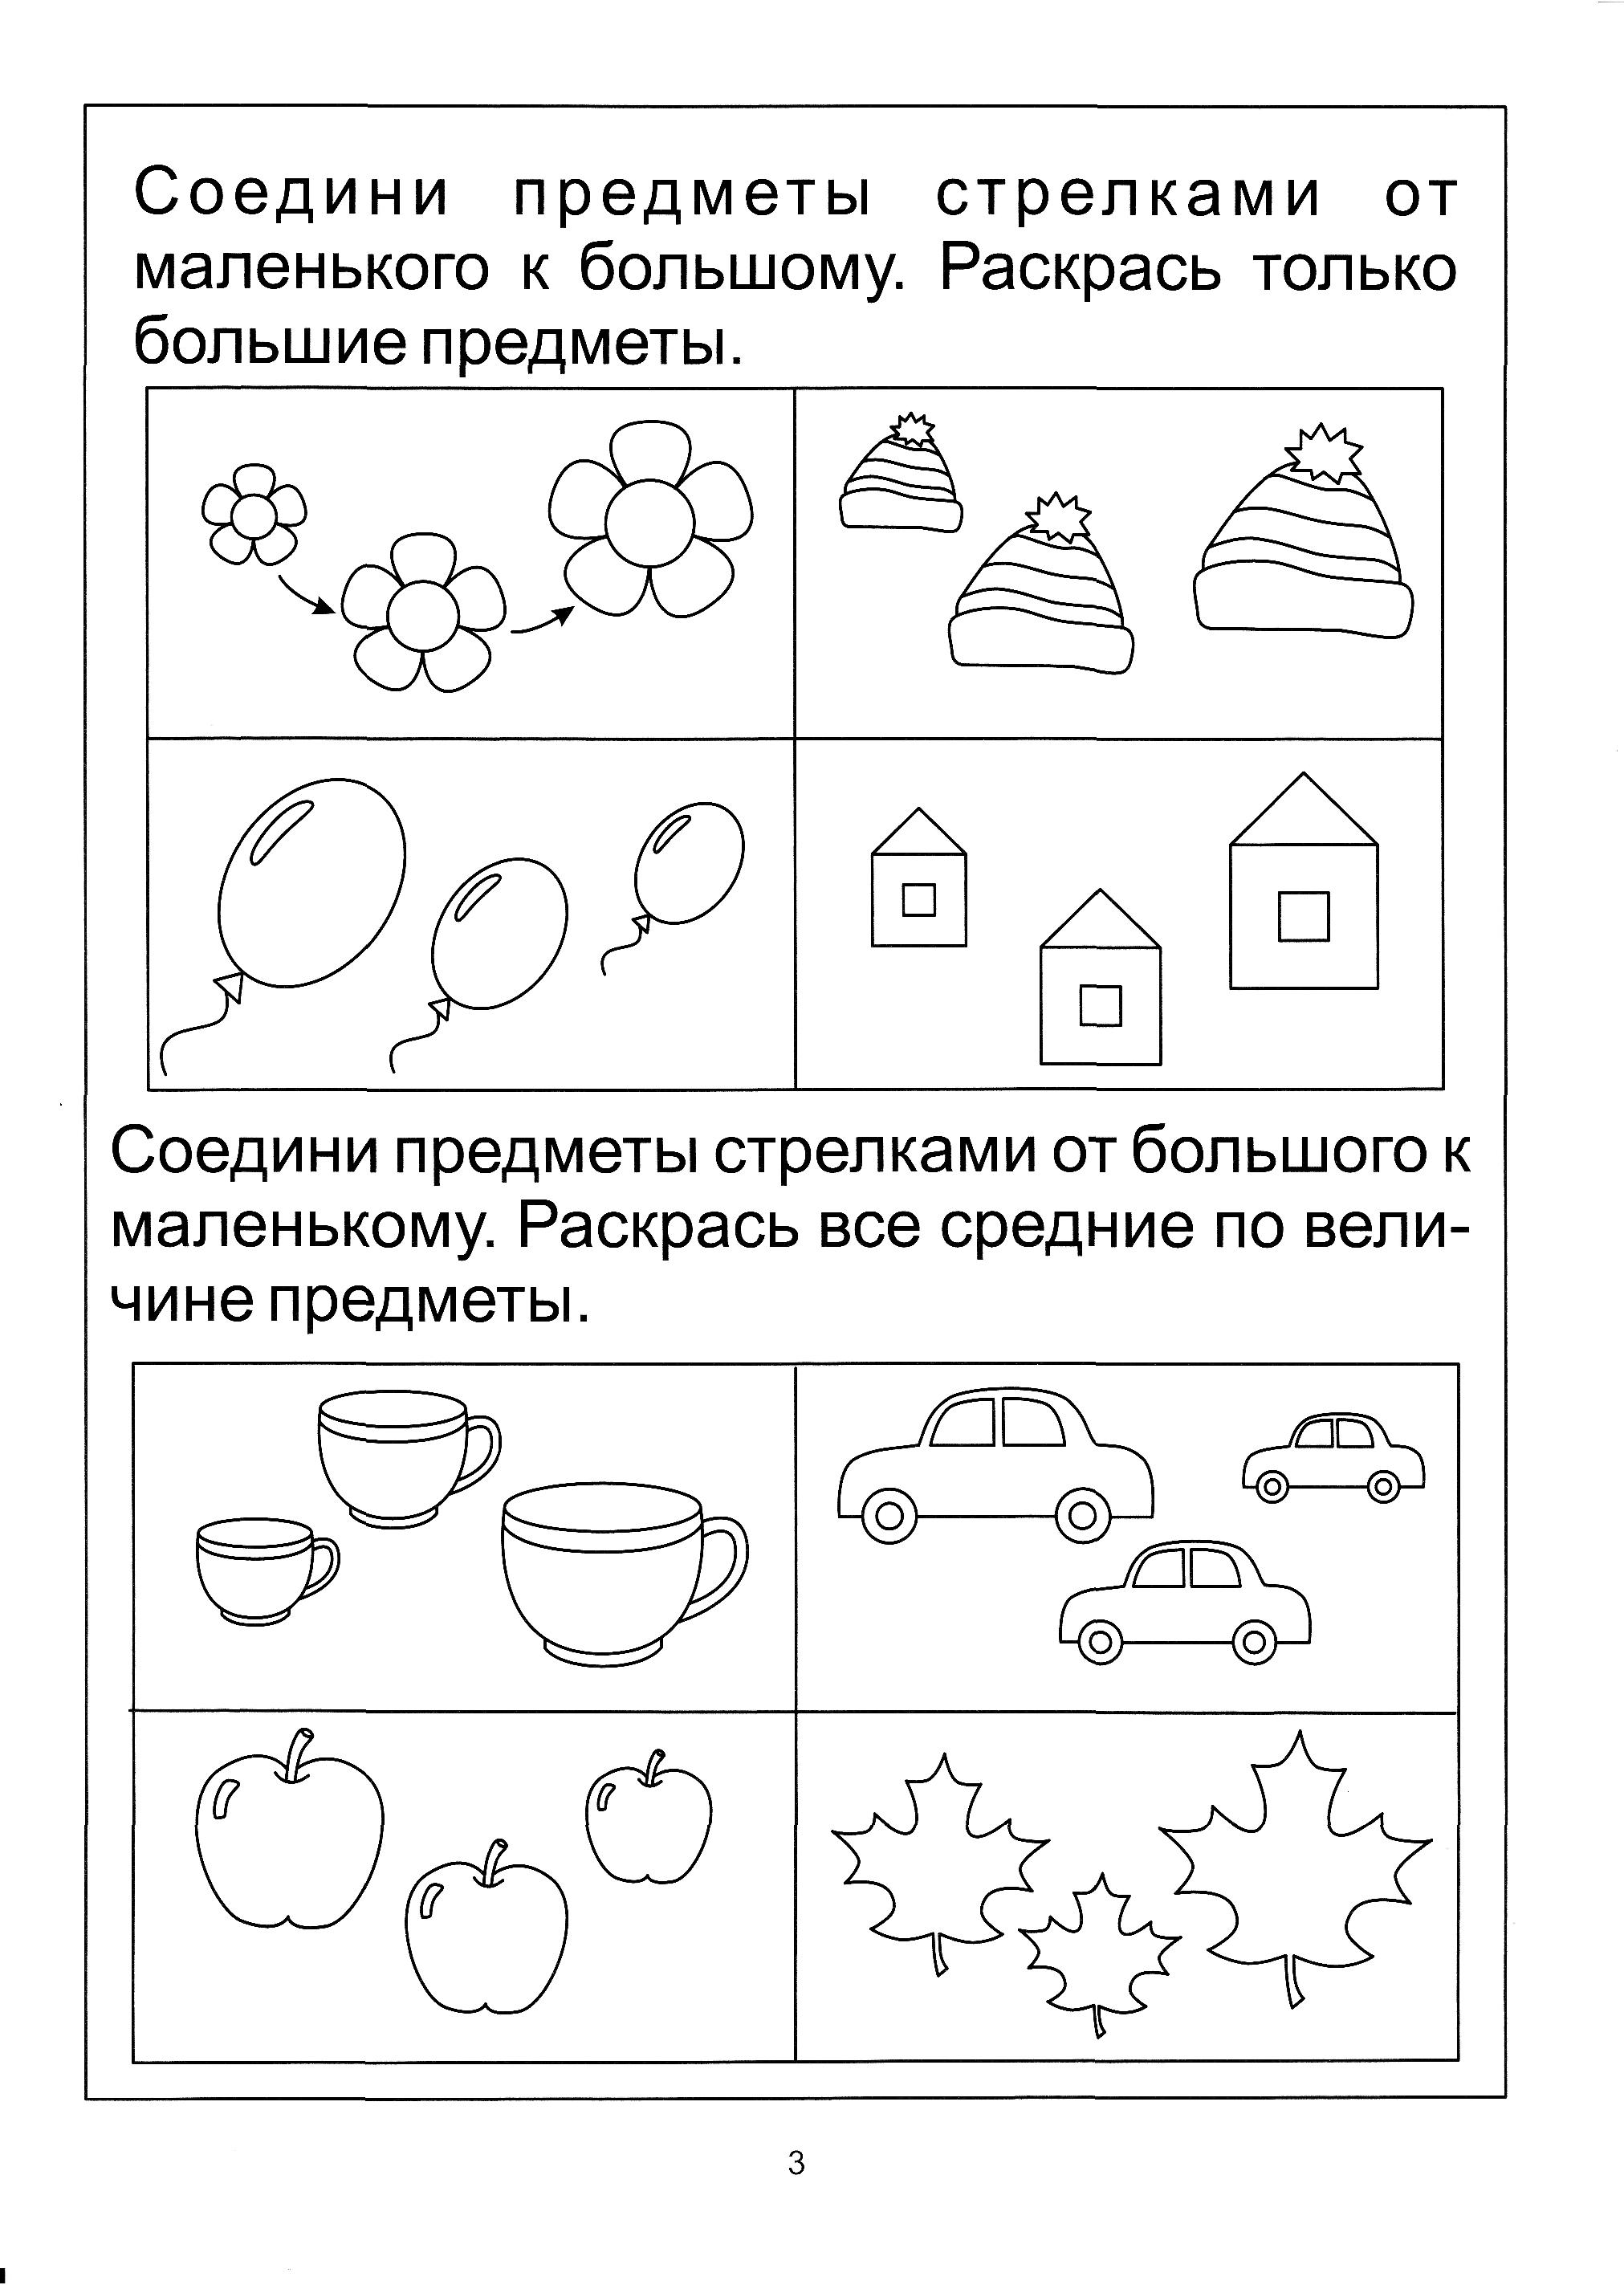 Соедини предметы стрелками от
маленького к большому. Раскрась только
большие предметы.
Соедини предметы стрелками от большого к
маленькому. Раскрась все средние по вели-
чине предметы.
3